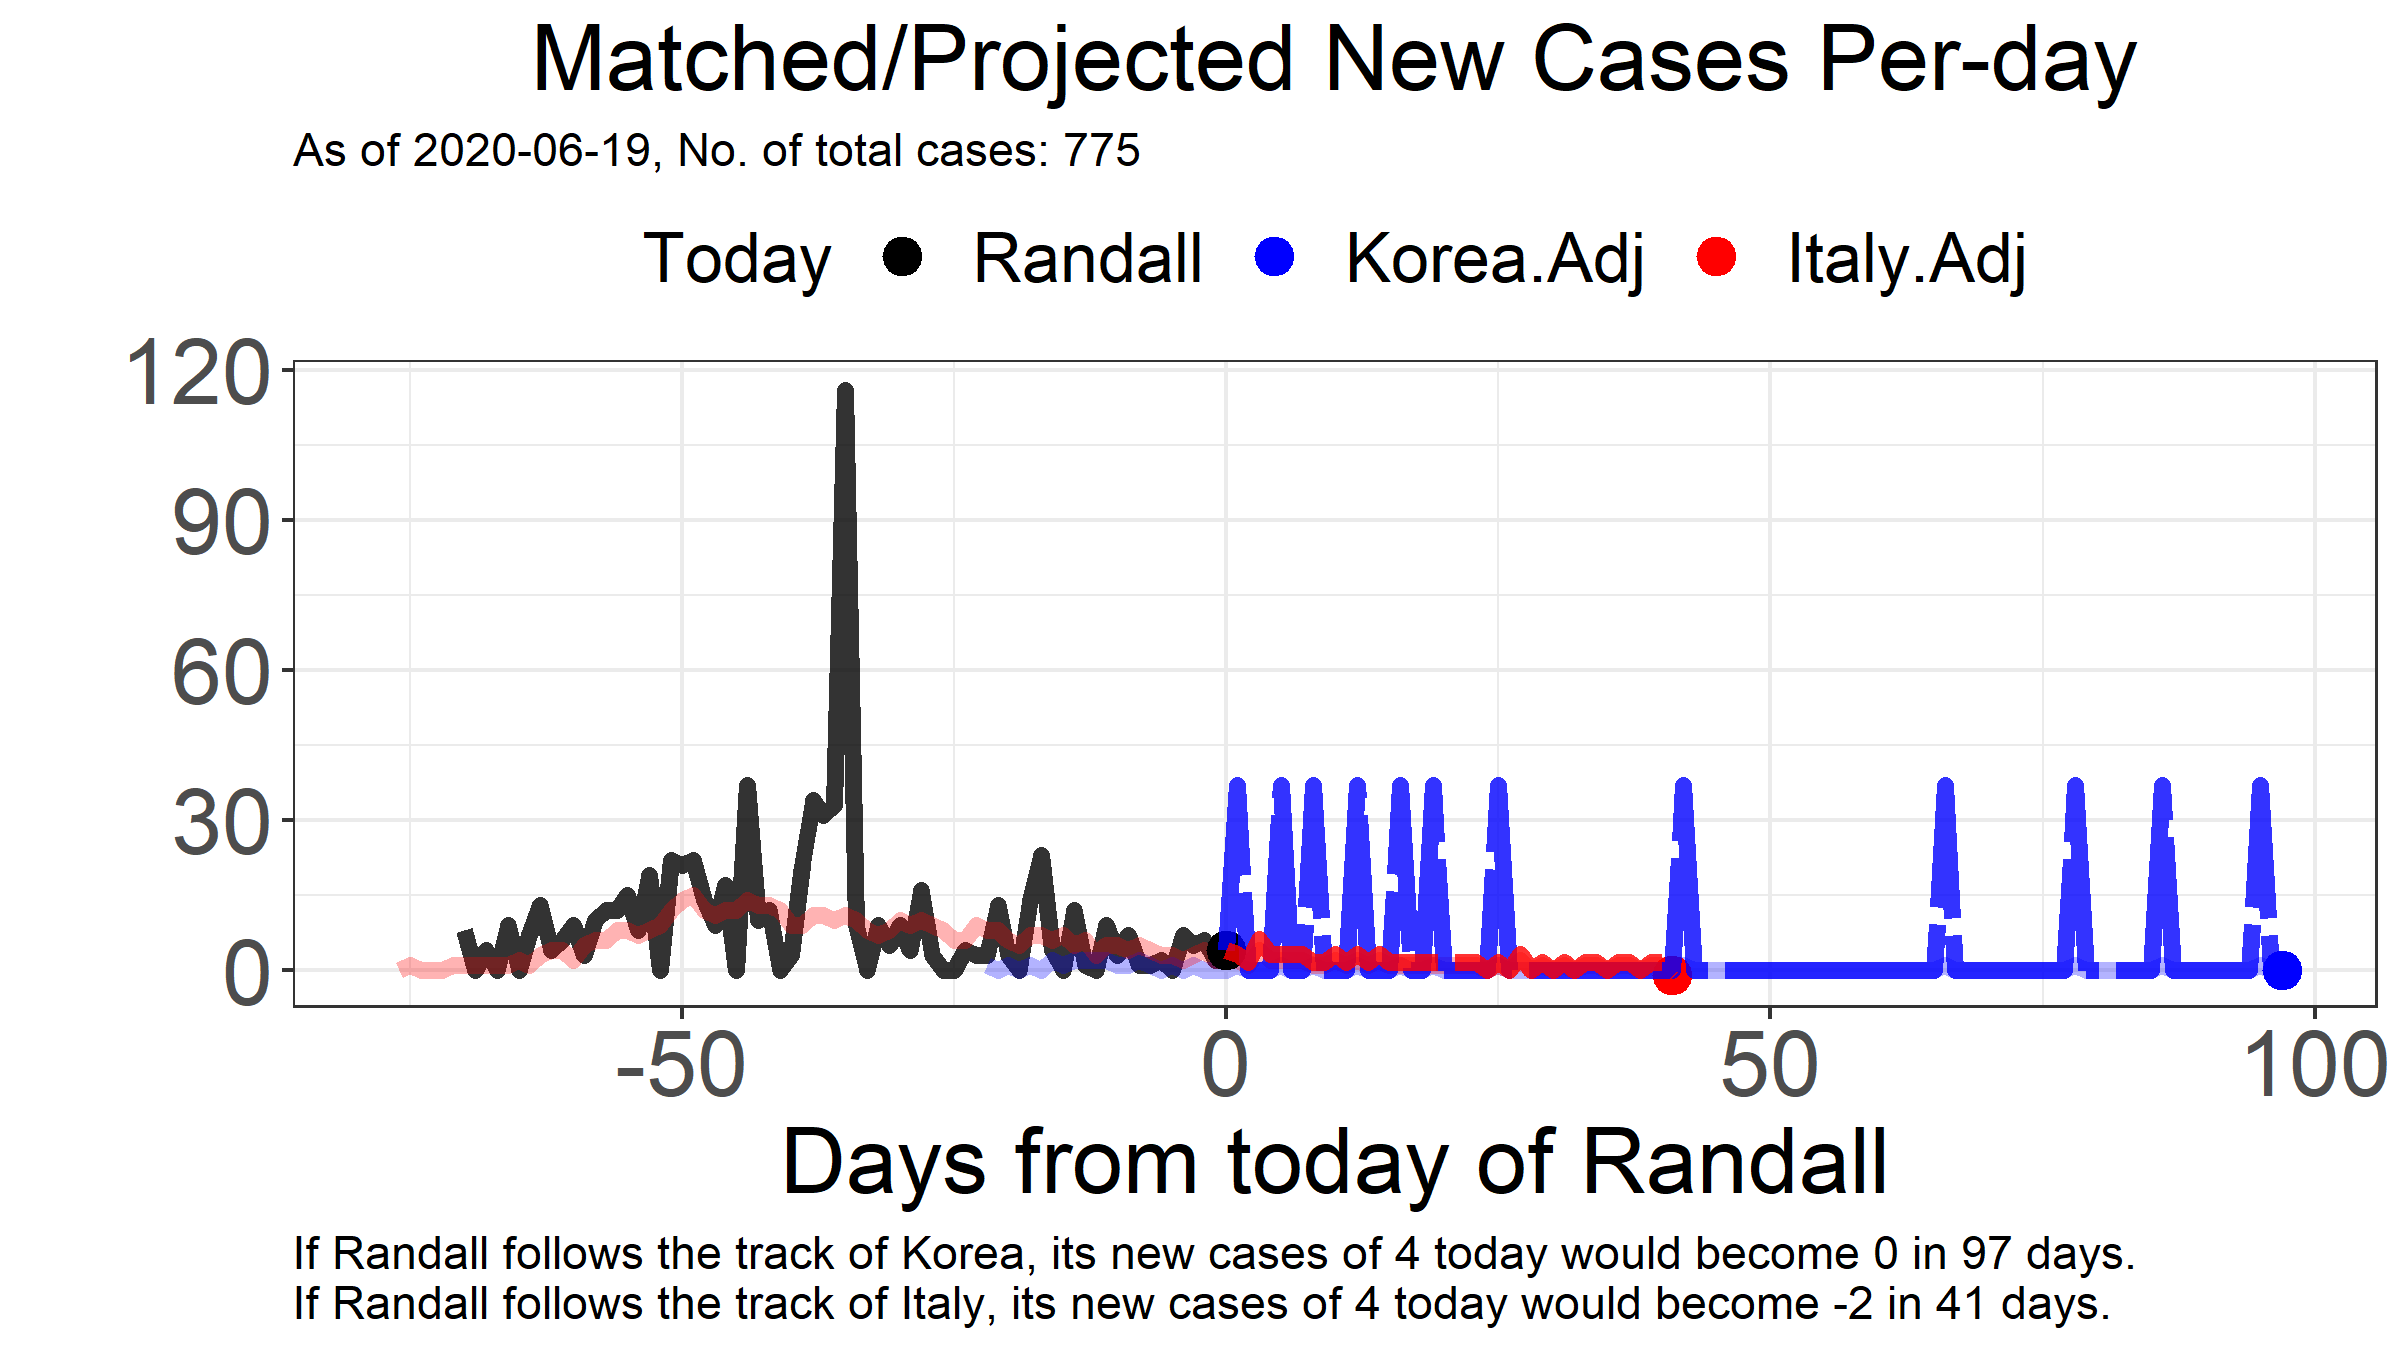 Matched/Projected New Cases Per-day
As of 2020-06-19, No. of total cases: 775
Today Randall Korea.Adj Italy.Adj
120
90
60
30
0
-50 0 50 100
Days from today of Randall
If Randall follows the track of Korea, its new cases of 4 today would become 0 in 97 days.
If Randall follows the track of Italy, its new cases of 4 today would become -2 in 41 days.